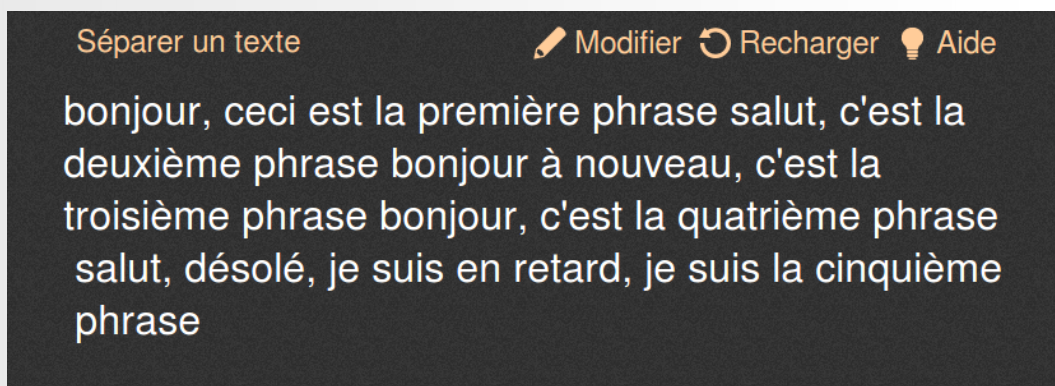 Séparer un texte Modifier Recharger Aide
bonjour, ceci est la première phrase salut, c'est la
deuxième phrase bonjour à nouveau, c'est la
troisième phrase bonjour, c'est la quatrième phrase
salut, désolé, je suis en retard, je suis la cinquième
phrase